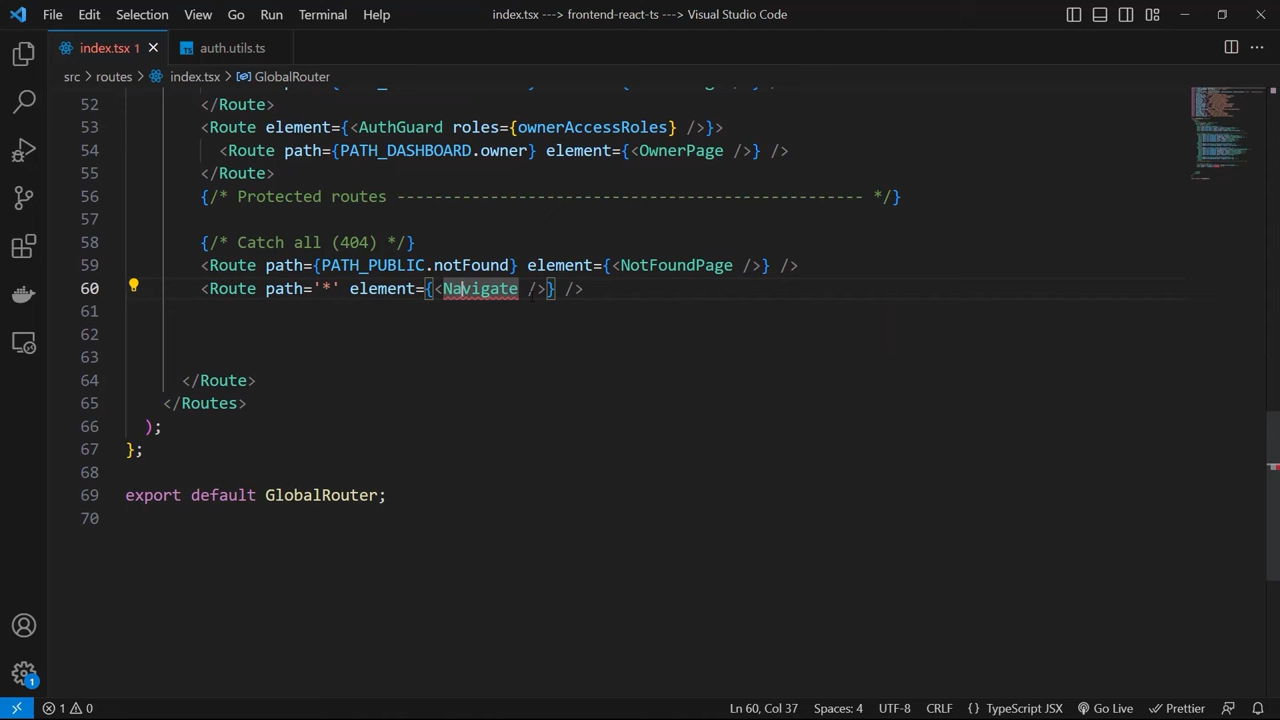 File Edit Selection View Go Run Terminal Help index.tsx ---> frontend-react-ts ---> Visual Studio Code
index.tsx 1 auth.utils.ts
src > routes > index.tsx > GlobalRouter
52 </Route>
53 <Route element={<AuthGuard roles={ownerAccessRoles} />}>
54 <Route path={PATH_DASHBOARD.owner} element={<OwnerPage />} />
55 </Route>
56 {/* Protected routes -------------------------------------------------- */}
57
58 {/* Catch all (404) */}
59 <Route path={PATH_PUBLIC.notFound} element={<NotFoundPage />} />
60 <Route path='*' element={<Navigate />} />
61
62
63
64 </Route>
65 </Routes>
66 );
67 };
68
69 export default GlobalRouter;
70
1
1 0 Ln 60, Col 37 Spaces: 4 UTF-8 CRLF {} TypeScript JSX Go Live Prettier